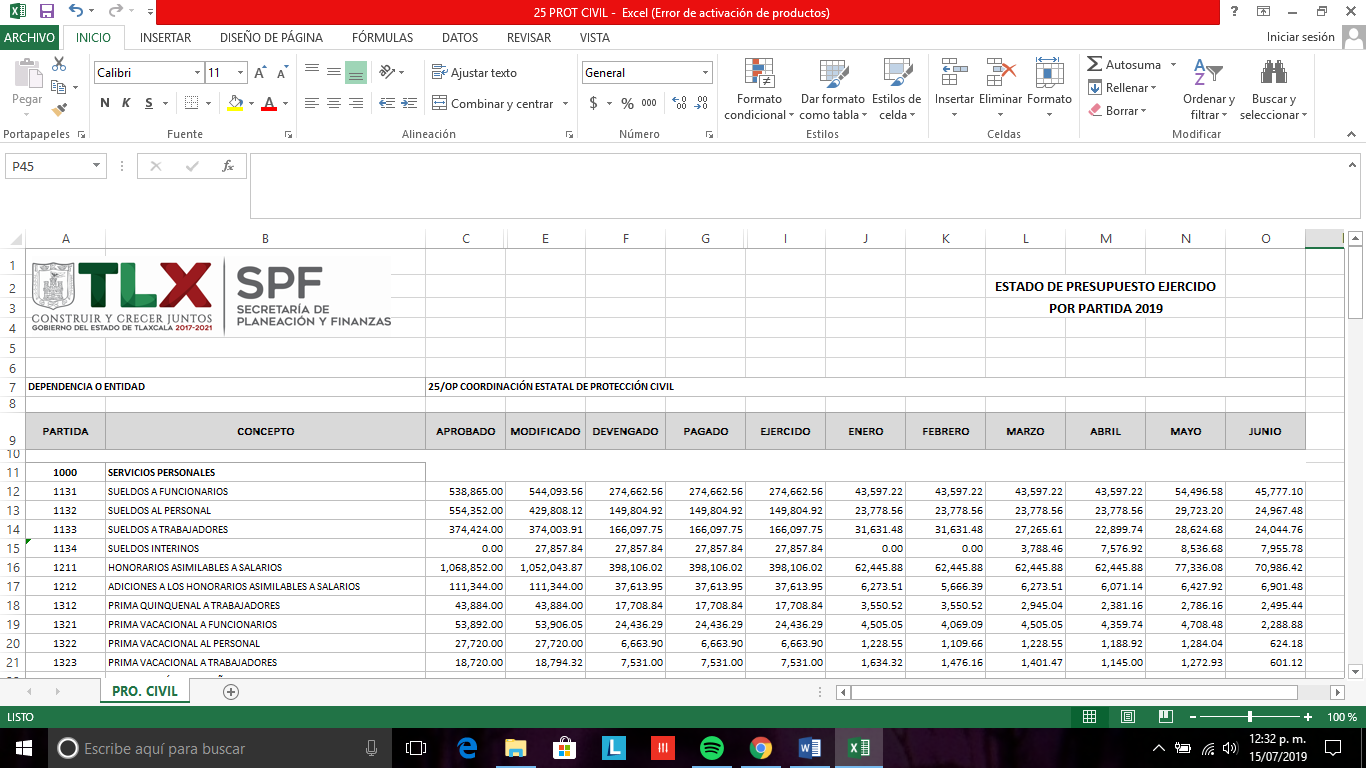 25 PROT CIVIL - Excel (Error de activación de productos)
ARCHIVO INICIO INSERTAR DISEÑO DE PÁGINA FÓRMULAS DATOS REVISAR VISTA Iniciar sesión
Pegar
Calibri 11
N K S
Ajustar texto
Combinar y centrar
General
$ % 000
Formato condicional
Dar formato como tabla
Estilos de celda
Insertar Eliminar Formato
Autosuma
Rellenar
Borrar
Ordenar y filtrar
Buscar y seleccionar
Portapapeles Fuente Alineación Número Estilos Celdas Modificar
P45 fx
A B C E F G I J K L M N O
TLX
CONSTRUIR Y CRECER JUNTOS
GOBIERNO DEL ESTADO DE TLAXCALA 2017-2021
SPF
SECRETARÍA DE
PLANEACIÓN Y FINANZAS
1
2 ESTADO DE PRESUPUESTO EJERCIDO
3 POR PARTIDA 2019
4
5
6
7 DEPENDENCIA O ENTIDAD 25/OP COORDINACIÓN ESTATAL DE PROTECCIÓN CIVIL
8
9 PARTIDA CONCEPTO APROBADO MODIFICADO DEVENGADO PAGADO EJERCIDO ENERO FEBRERO MARZO ABRIL MAYO JUNIO
10
11 1000 SERVICIOS PERSONALES
12 1131 SUELDOS A FUNCIONARIOS 538,865.00 544,093.56 274,662.56 274,662.56 274,662.56 43,597.22 43,597.22 43,597.22 43,597.22 54,496.58 45,777.10
13 1132 SUELDOS AL PERSONAL 554,352.00 429,808.12 149,804.92 149,804.92 149,804.92 23,778.56 23,778.56 23,778.56 23,778.56 29,723.20 24,967.48
14 1133 SUELDOS A TRABAJADORES 374,424.00 374,003.91 166,097.75 166,097.75 166,097.75 31,631.48 31,631.48 27,265.61 22,899.74 28,624.68 24,044.76
15 1134 SUELDOS INTERINOS 0.00 27,857.84 27,857.84 27,857.84 27,857.84 0.00 0.00 3,788.46 7,576.92 8,536.68 7,955.78
16 1211 HONORARIOS ASIMILABLES A SALARIOS 1,068,852.00 1,052,043.87 398,106.02 398,106.02 398,106.02 62,445.88 62,445.88 62,445.88 62,445.88 77,336.08 70,986.42
17 1212 ADICIONES A LOS HONORARIOS ASIMILABLES A SALARIOS 111,344.00 111,344.00 37,613.95 37,613.95 37,613.95 6,273.51 5,666.39 6,273.51 6,071.14 6,427.92 6,901.48
18 1312 PRIMA QUINQUENAL A TRABAJADORES 43,884.00 43,884.00 17,708.84 17,708.84 17,708.84 3,550.52 3,550.52 2,945.04 2,381.16 2,786.16 2,495.44
19 1321 PRIMA VACACIONAL A FUNCIONARIOS 53,892.00 53,906.05 24,436.29 24,436.29 24,436.29 4,505.05 4,069.09 4,505.05 4,359.74 4,708.48 2,288.88
20 1322 PRIMA VACACIONAL AL PERSONAL 27,720.00 27,720.00 6,663.90 6,663.90 6,663.90 1,228.55 1,109.66 1,228.55 1,188.92 1,284.04 624.18
21 1323 PRIMA VACACIONAL A TRABAJADORES 18,720.00 18,794.32 7,531.00 7,531.00 7,531.00 1,634.32 1,476.16 1,401.47 1,145.00 1,272.93 601.12
PRO. CIVIL
LISTO 100 %
Escribe aquí para buscar
12:32 p. m.
15/07/2019